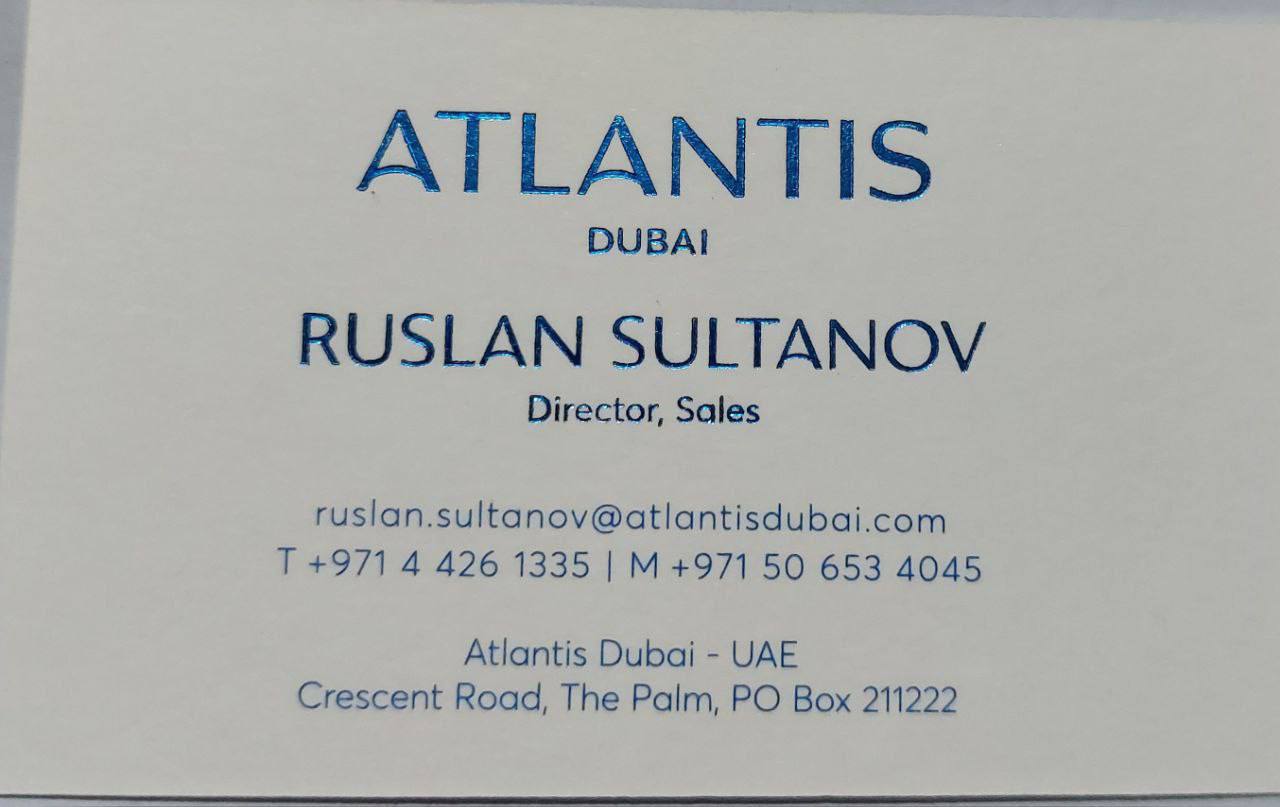 ATLANTIS
DUBAI
RUSLAN SULTANOV
Director, Sales
ruslan.sultanov@atlantisdubai.com
T +971 4 426 1335 | M +971 50 653 4045
Atlantis Dubai - UAE
Crescent Road, The Palm, PO Box 211222